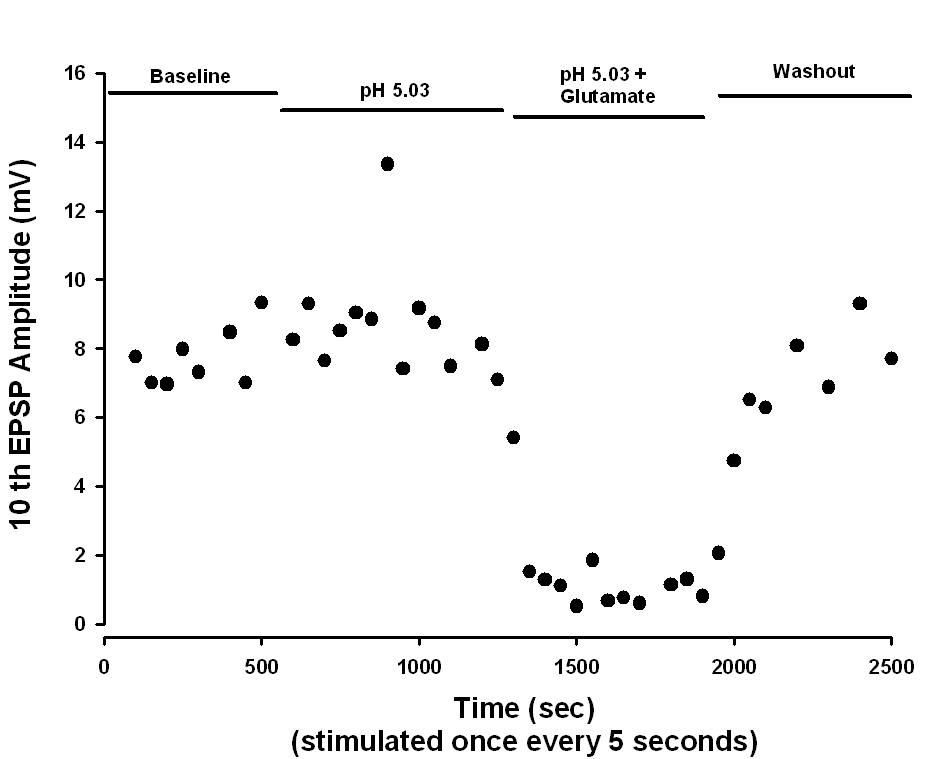 Baseline
pH 5.03
pH 5.03 +
Glutamate
Washout
10 th EPSP Amplitude (mV)
16
14
12
10
8
6
4
2
0
0 500 1000 1500 2000 2500
Time (sec)
(stimulated once every 5 seconds)